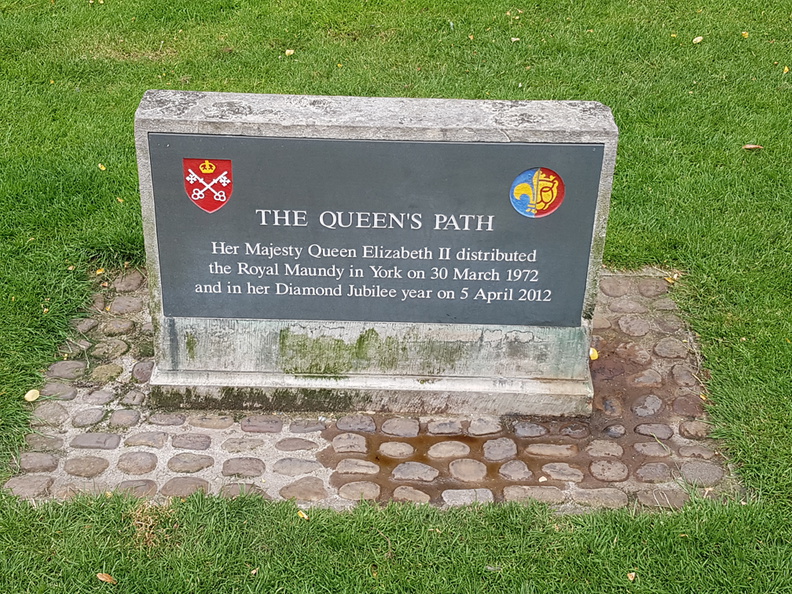 THE QUEEN'S PATH
Her Majesty Queen Elizabeth II distributed
the Royal Maundy in York on 30 March 1972
and in her Diamond Jubilee year on 5 April 2012